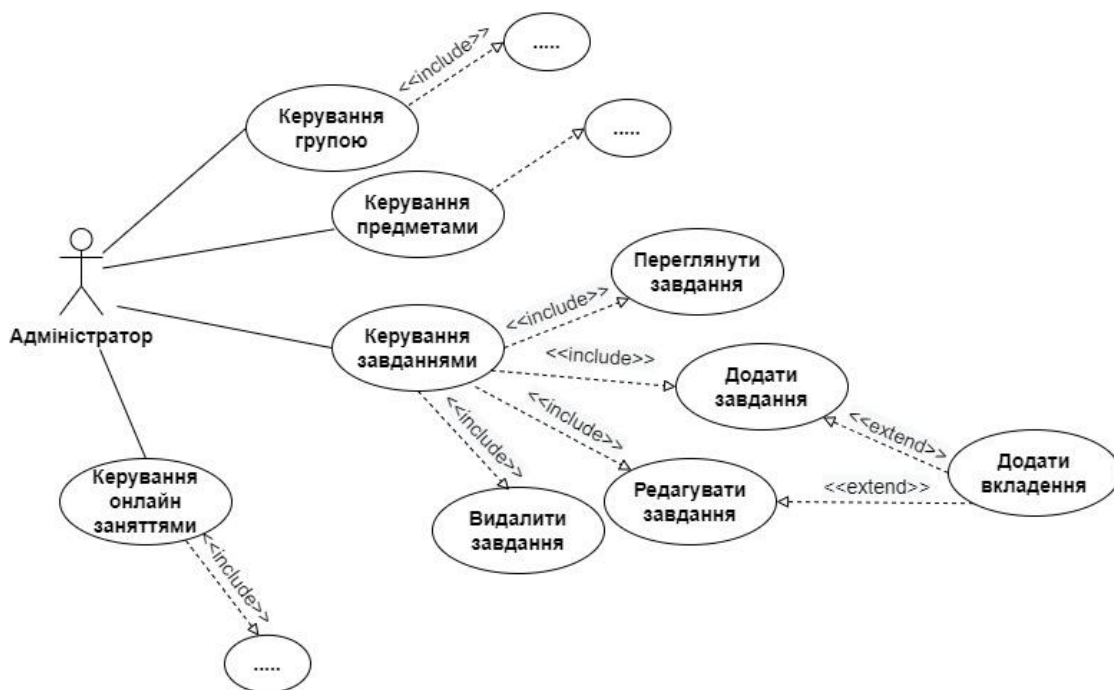 <<include>>
.....
Керування
групою
.....
Керування
предметами
Переглянути
завдання
Адміністратор
Керування
завданнями
<<include>>
<<include>>
Додати
завдання
<<include>>
<<include>>
<<extend>>
Керування
онлайн
заняттями
Видалити
завдання
Редагувати
завдання
<<extend>>
Додати
вкладення
<<include>>
.....